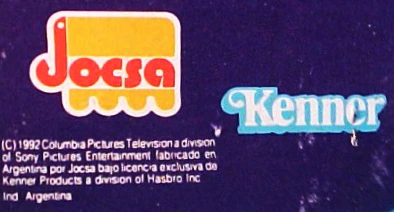 Jocsa
Kenner
(C) 1992 Columbia Pictures Television a division
of Sony Pictures Entertainment fabricado en
Argentina por Jocsa bajo licencia exclusiva de
Kenner Products a division of Hasbro Inc
Ind Argentina